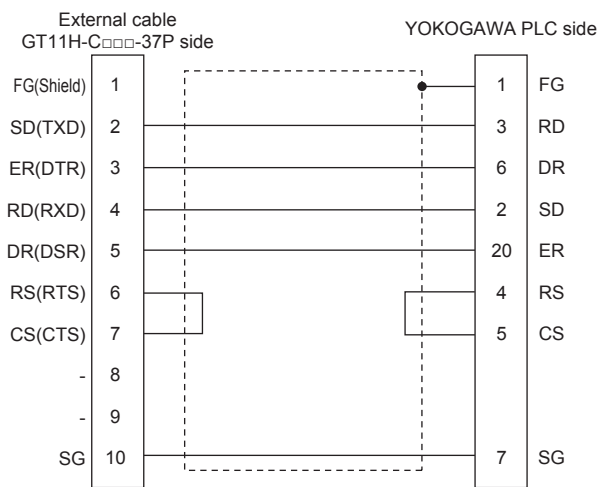 External cable
GT11H-C□□□-37P side
YOKOGAWA PLC side
FG(Shield) 1 1 FG
SD(TXD) 2 3 RD
ER(DTR) 3 6 DR
RD(RXD) 4 2 SD
DR(DSR) 5 20 ER
RS(RTS) 6 4 RS
CS(CTS) 7 5 CS
- 8
- 9
SG 10 7 SG